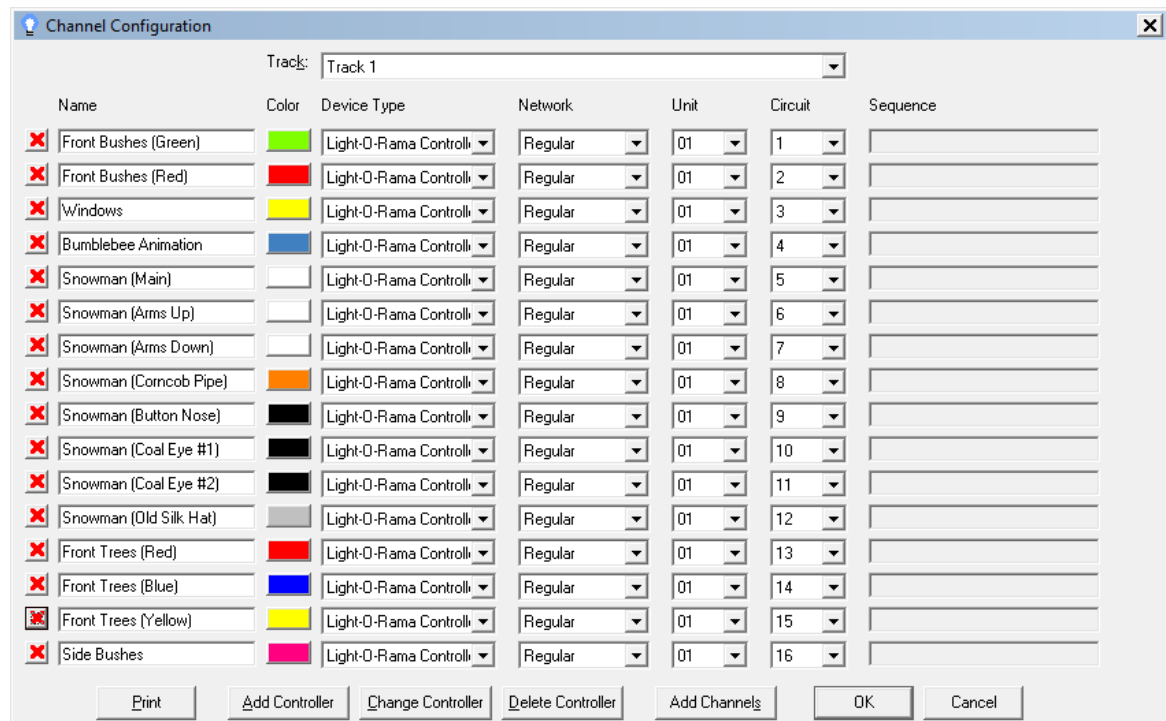 Channel Configuration
Track: Track 1
Name Color Device Type Network Unit Circuit Sequence
Front Bushes (Green) Light-O-Rama Controll Regular 01 1
Front Bushes (Red) Light-O-Rama Controll Regular 01 2
Windows Light-O-Rama Controll Regular 01 3
Bumblebee Animation Light-O-Rama Controll Regular 01 4
Snowman (Main) Light-O-Rama Controll Regular 01 5
Snowman (Arms Up) Light-O-Rama Controll Regular 01 6
Snowman (Arms Down) Light-O-Rama Controll Regular 01 7
Snowman (Corncob Pipe) Light-O-Rama Controll Regular 01 8
Snowman (Button Nose) Light-O-Rama Controll Regular 01 9
Snowman (Coal Eye #1) Light-O-Rama Controll Regular 01 10
Snowman (Coal Eye #2) Light-O-Rama Controll Regular 01 11
Snowman (Old Silk Hat) Light-O-Rama Controll Regular 01 12
Front Trees (Red) Light-O-Rama Controll Regular 01 13
Front Trees (Blue) Light-O-Rama Controll Regular 01 14
Front Trees (Yellow) Light-O-Rama Controll Regular 01 15
Side Bushes Light-O-Rama Controll Regular 01 16
Print Add Controller Change Controller Delete Controller Add Channels OK Cancel